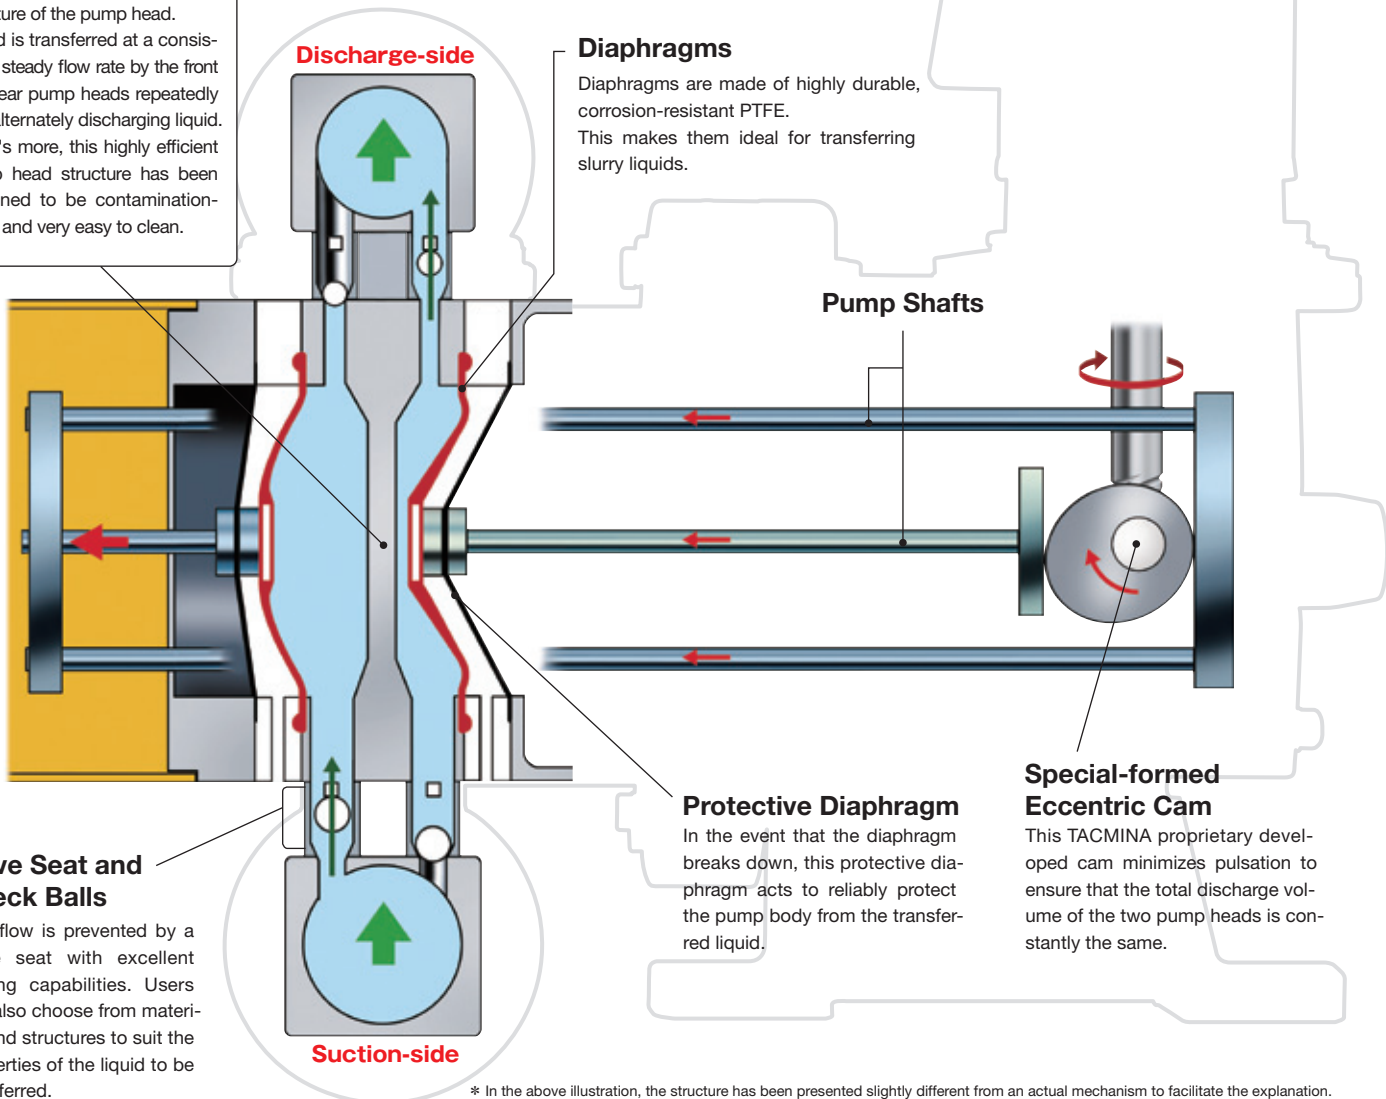 ture of the pump head.
d is transferred at a consis-
steady flow rate by the front
ear pump heads repeatedly
lternately discharging liquid.
's more, this highly efficient
head structure has been
ned to be contamination-
and very easy to clean.
Discharge-side
Diaphragms
Diaphragms are made of highly durable,
corrosion-resistant PTFE.
This makes them ideal for transferring
slurry liquids.
Pump Shafts
Protective Diaphragm
In the event that the diaphragm
breaks down, this protective dia-
phragm acts to reliably protect
the pump body from the transfer-
red liquid.
Special-formed
Eccentric Cam
This TACMINA proprietary devel-
oped cam minimizes pulsation to
ensure that the total discharge vol-
ume of the two pump heads is con-
stantly the same.
ve Seat and
eck Balls
flow is prevented by a
seat with excellent
ng capabilities. Users
also choose from materi-
nd structures to suit the
erties of the liquid to be
ferred.
Suction-side
* In the above illustration, the structure has been presented slightly different from an actual mechanism to facilitate the explanation.